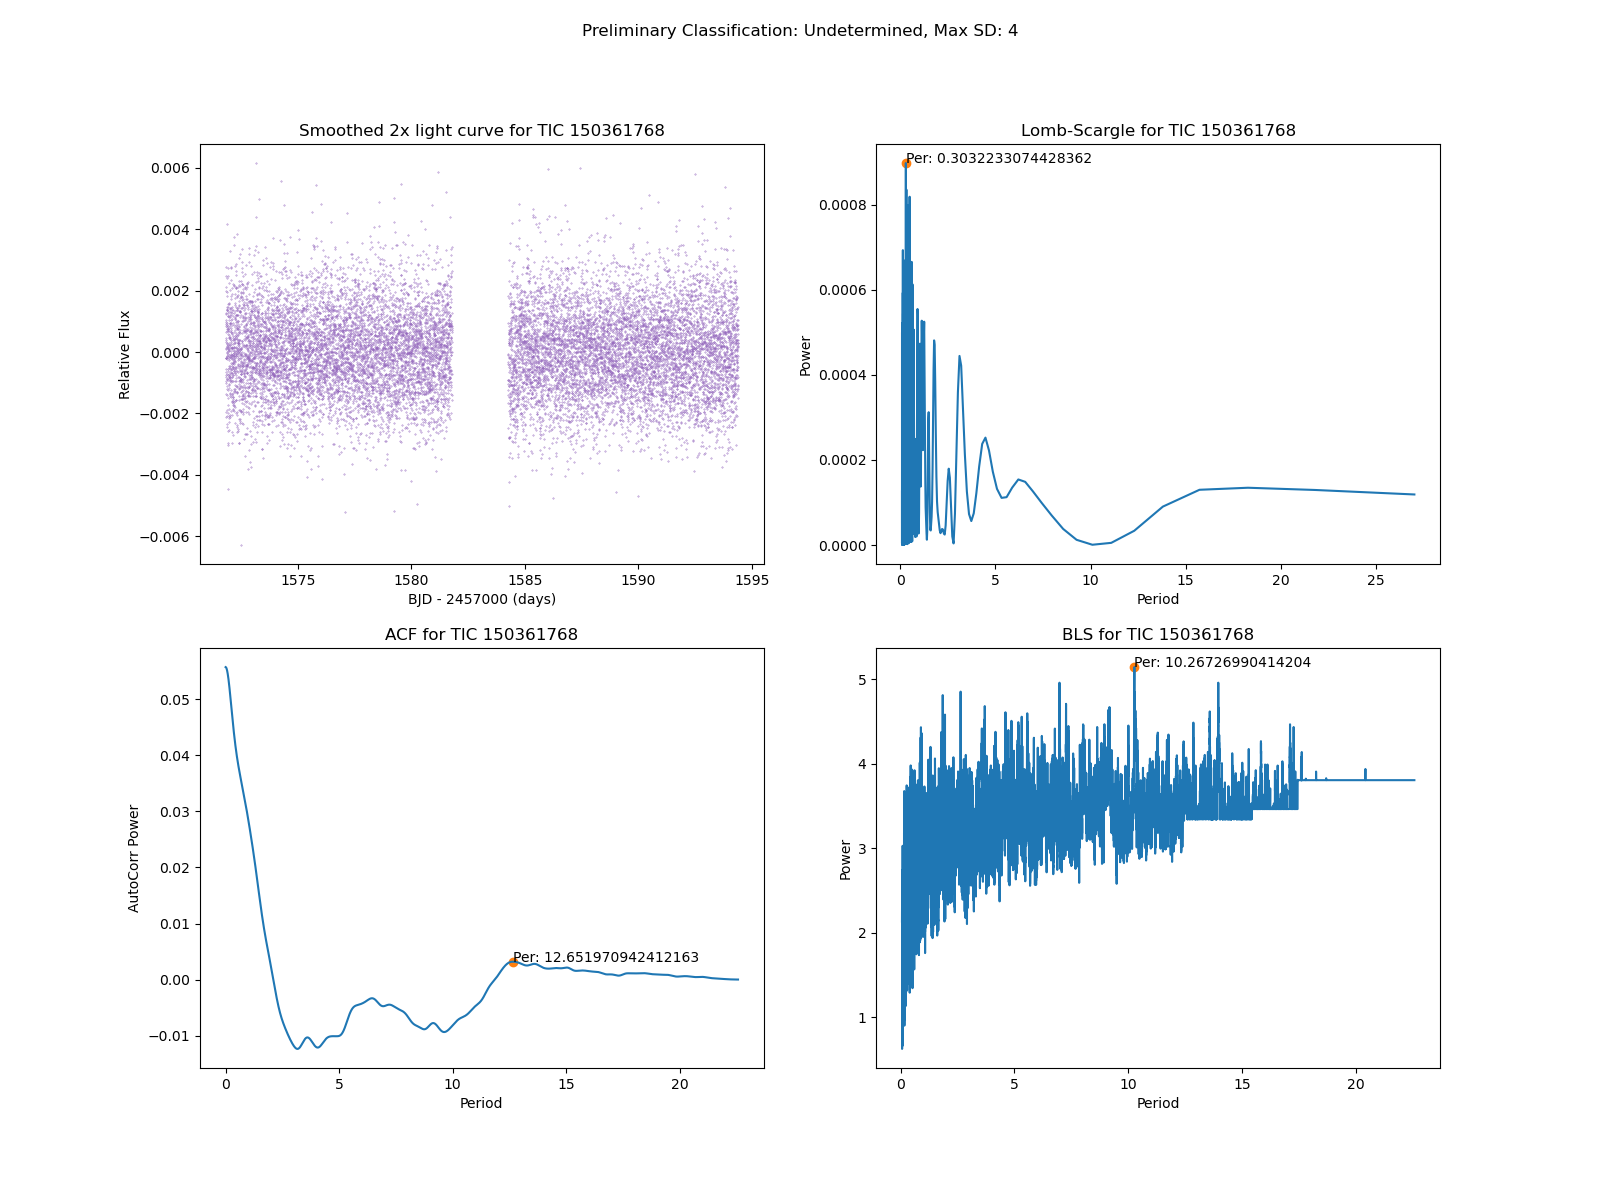 Preliminary Classification: Undetermined, Max SD: 4
Smoothed 2x light curve for TIC 150361768
0.006
0.004
0.002
0.000
−0.002
−0.004
−0.006
Relative Flux
1575
1580
1585
1590
1595
BJD - 2457000 (days)
Lomb-Scargle for TIC 150361768
Per: 0.3032233074428362
0.0008
0.0006
0.0004
0.0002
0.0000
Power
0
5
10
15
20
25
Period
ACF for TIC 150361768
Per: 12.651970942412163
0.05
0.04
0.03
0.02
0.01
0.00
−0.01
AutoCorr Power
0
5
10
15
20
Period
BLS for TIC 150361768
Per: 10.26726990414204
5
4
3
2
1
Power
0
5
10
15
20
Period